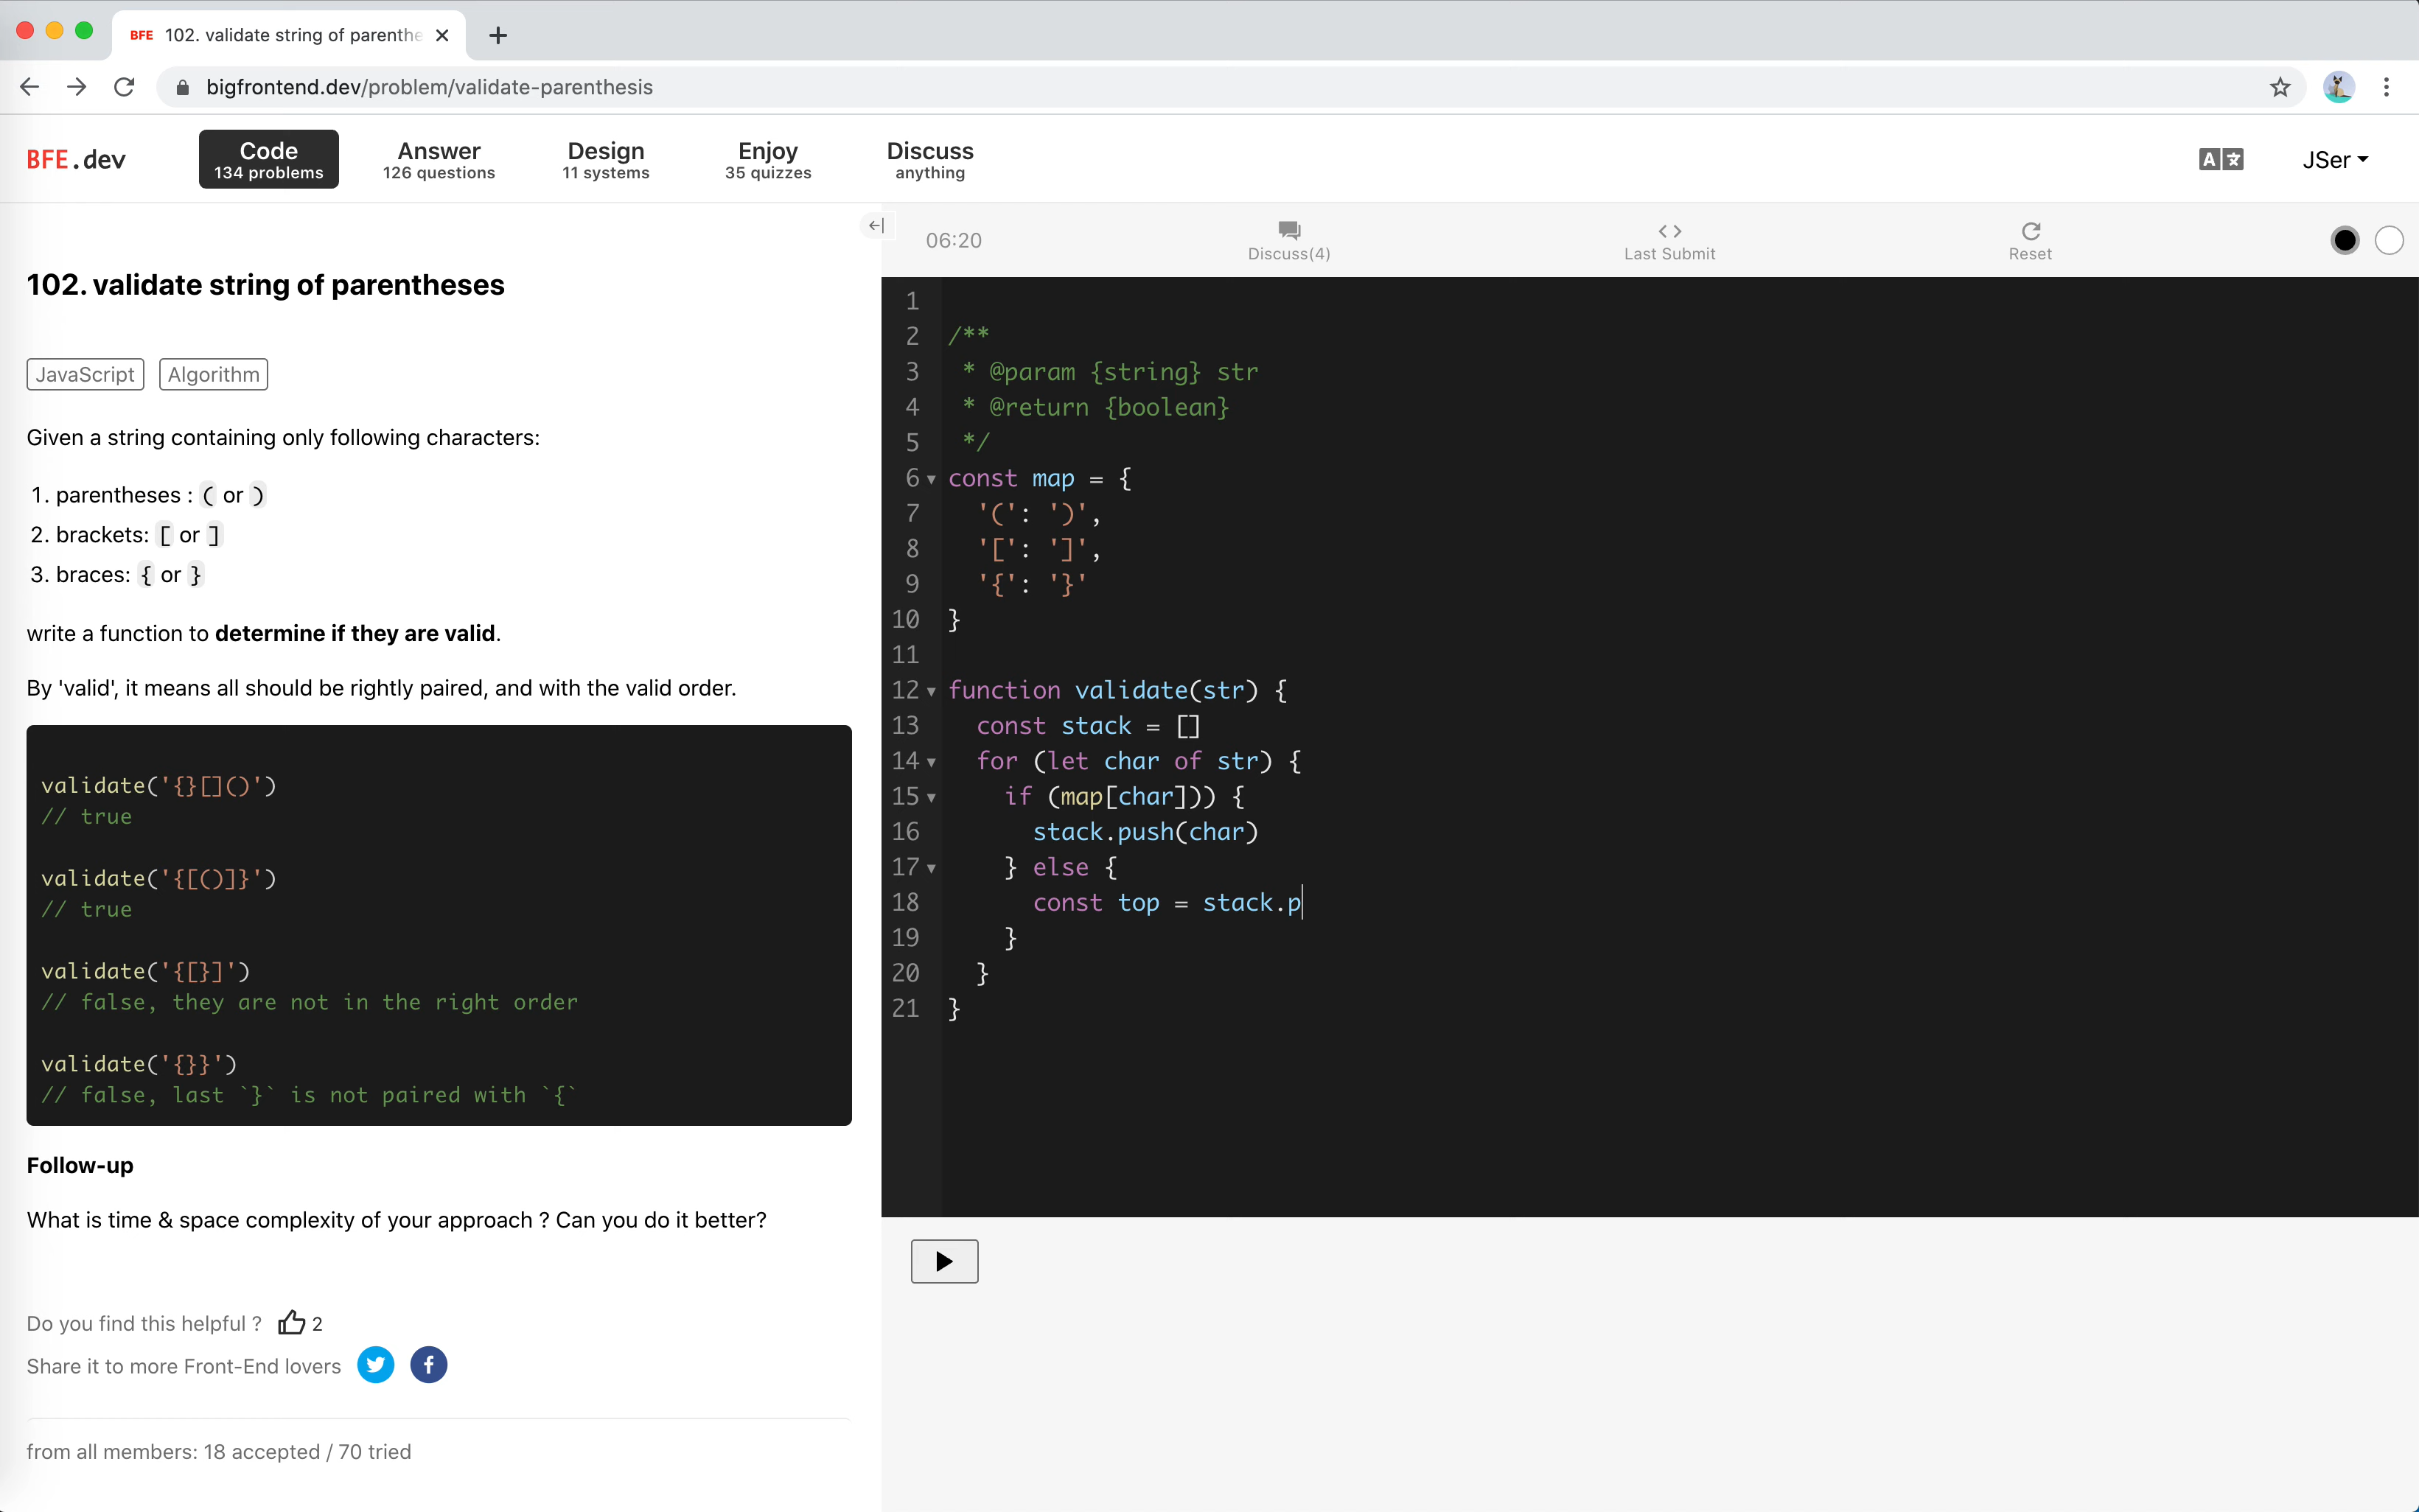 BFE 102. validate string of parenthe
bigfrontend.dev/problem/validate-parenthesis
BFE.dev
Code
134 problems
Answer
126 questions
Design
11 systems
Enjoy
35 quizzes
Discuss
anything
A
JSer
102. validate string of parentheses
JavaScript Algorithm
Given a string containing only following characters:
1. parentheses : ( or )
2. brackets: [ or ]
3. braces: { or }
write a function to determine if they are valid.
By 'valid', it means all should be rightly paired, and with the valid order.
validate('{}[]()')
// true
validate('{[()]}')
// true
validate('{[}]')
// false, they are not in the right order
validate('{}}')
// false, last `}` is not paired with `{`
Follow-up
What is time & space complexity of your approach ? Can you do it better?
Do you find this helpful ? 2
Share it to more Front-End lovers
from all members: 18 accepted / 70 tried
06:20
Discuss(4)
Last Submit
Reset
1
2 /**
3 * @param {string} str
4 * @return {boolean}
5 */
6 const map = {
7 '(': ')',
8 '[': ']',
9 '{': '}'
10 }
11
12 function validate(str) {
13 const stack = []
14 for (let char of str) {
15 if (map[char])) {
16 stack.push(char)
17 } else {
18 const top = stack.p
19 }
20 }
21 }